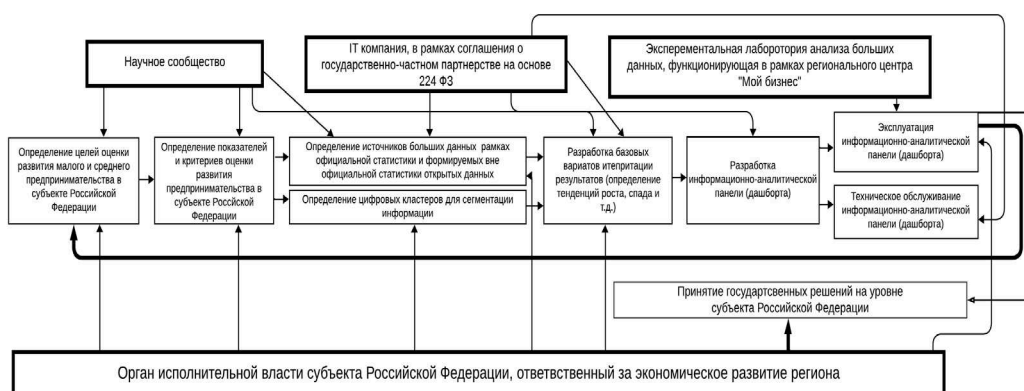 Научное сообщество
IT компания, в рамках соглашения о
государственно-частном партнерстве на основе
224 ФЗ
Эксперементальная лаборотория анализа больших
данных, функционирующая в рамках регионального центра
"Мой бизнес"
Определение целей оценки
развития малого и среднего
предпринимательства в
субъекте Российской
Федерации
Определение показателей
и критериев оценки
развития
предпринимательства в
субъекте Россйской
Федерации
Определение источников больших данных рамках
официальной статистики и формируемых вне
официальной статистики открытых данных
Определение цифровых кластеров для сегментации
информации
Разработка базовых
вариатов итепритации
результатов (определение
тенденций роста, спада и
т.д.)
Разработка
информационно-аналитической
панели (дашборта)
Эксплуатация
информационно-аналитической
панели (дашборта)
Техническое обслуживание
информационно-аналитической
панели (дашборта)
Принятие государтсвенных решений на уровне
субъекта Российской Федерации
Орган исполнительной власти субъекта Российской Федерации, ответвственный за экономическое развитие региона